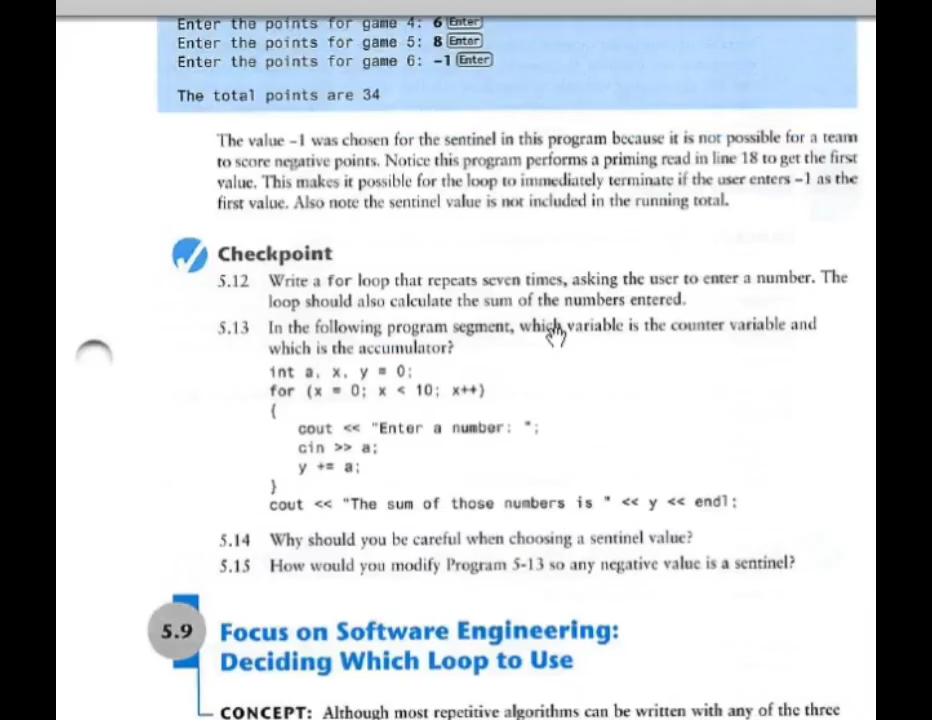 Enter the points for game 4: 6 Enter
Enter the points for game 5: 8 Enter
Enter the points for game 6: -1 Enter
The total points are 34
The value –1 was chosen for the sentinel in this program because it is not possible for a team
to score negative points. Notice this program performs a priming read in line 18 to get the first
value. This makes it possible for the loop to immediately terminate if the user enters –1 as the
first value. Also note the sentinel value is not included in the running total.
Checkpoint
5.12 Write a for loop that repeats seven times, asking the user to enter a number. The
loop should also calculate the sum of the numbers entered.
5.13 In the following program segment, which variable is the counter variable and
which is the accumulator?
int a, x, y = 0;
for (x = 0; x < 10; x++)
{
cout << "Enter a number: ";
cin >> a;
y += a;
}
cout << "The sum of those numbers is " << y << endl;
5.14 Why should you be careful when choosing a sentinel value?
5.15 How would you modify Program 5-13 so any negative value is a sentinel?
5.9 Focus on Software Engineering:
Deciding Which Loop to Use
CONCEPT: Although most repetitive algorithms can be written with any of the three